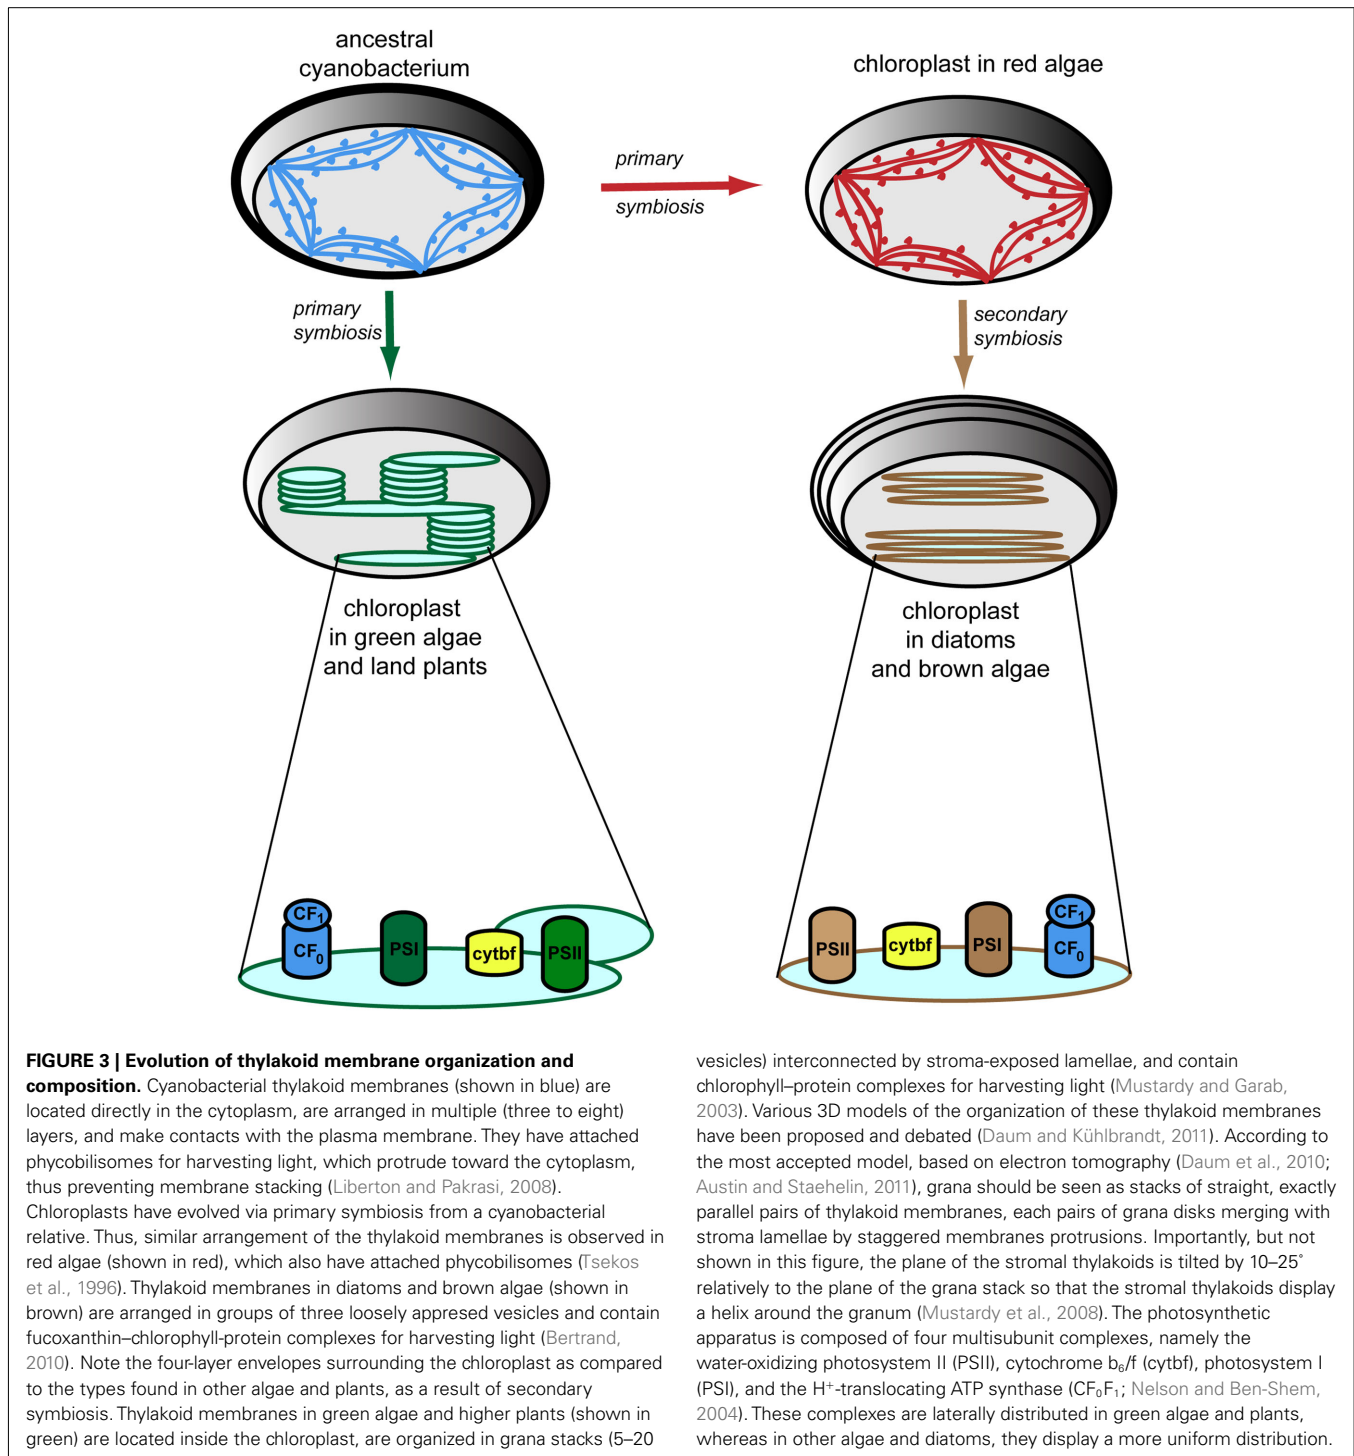 ancestral
cyanobacterium
chloroplast in red algae
primary
symbiosis
primary
symbiosis
secondary
symbiosis
chloroplast
in green algae
and land plants
chloroplast
in diatoms
and brown algae
CF₁
CF₀
PSI
cytbf
PSII
PSII
cytbf
PSI
CF₁
CF₀
FIGURE 3 | Evolution of thylakoid membrane organization and
composition. Cyanobacterial thylakoid membranes (shown in blue) are
located directly in the cytoplasm, are arranged in multiple (three to eight)
layers, and make contacts with the plasma membrane. They have attached
phycobilisomes for harvesting light, which protrude toward the cytoplasm,
thus preventing membrane stacking (Liberton and Pakrasi, 2008).
Chloroplasts have evolved via primary symbiosis from a cyanobacterial
relative. Thus, similar arrangement of the thylakoid membranes is observed in
red algae (shown in red), which also have attached phycobilisomes (Tsekos
et al., 1996). Thylakoid membranes in diatoms and brown algae (shown in
brown) are arranged in groups of three loosely appresed vesicles and contain
fucoxanthin–chlorophyll-protein complexes for harvesting light (Bertrand,
2010). Note the four-layer envelopes surrounding the chloroplast as compared
to the types found in other algae and plants, as a result of secondary
symbiosis. Thylakoid membranes in green algae and higher plants (shown in
green) are located inside the chloroplast, are organized in grana stacks (5–20
vesicles) interconnected by stroma-exposed lamellae, and contain
chlorophyll–protein complexes for harvesting light (Mustardy and Garab,
2003). Various 3D models of the organization of these thylakoid membranes
have been proposed and debated (Daum and Kühlbrandt, 2011). According to
the most accepted model, based on electron tomography (Daum et al., 2010;
Austin and Staehelin, 2011), grana should be seen as stacks of straight, exactly
parallel pairs of thylakoid membranes, each pairs of grana disks merging with
stroma lamellae by staggered membranes protrusions. Importantly, but not
shown in this figure, the plane of the stromal thylakoids is tilted by 10–25°
relatively to the plane of the grana stack so that the stromal thylakoids display
a helix around the granum (Mustardy et al., 2008). The photosynthetic
apparatus is composed of four multisubunit complexes, namely the
water-oxidizing photosystem II (PSII), cytochrome b₆/f (cytbf), photosystem I
(PSI), and the H⁺-translocating ATP synthase (CF₀F₁; Nelson and Ben-Shem,
2004). These complexes are laterally distributed in green algae and plants,
whereas in other algae and diatoms, they display a more uniform distribution.